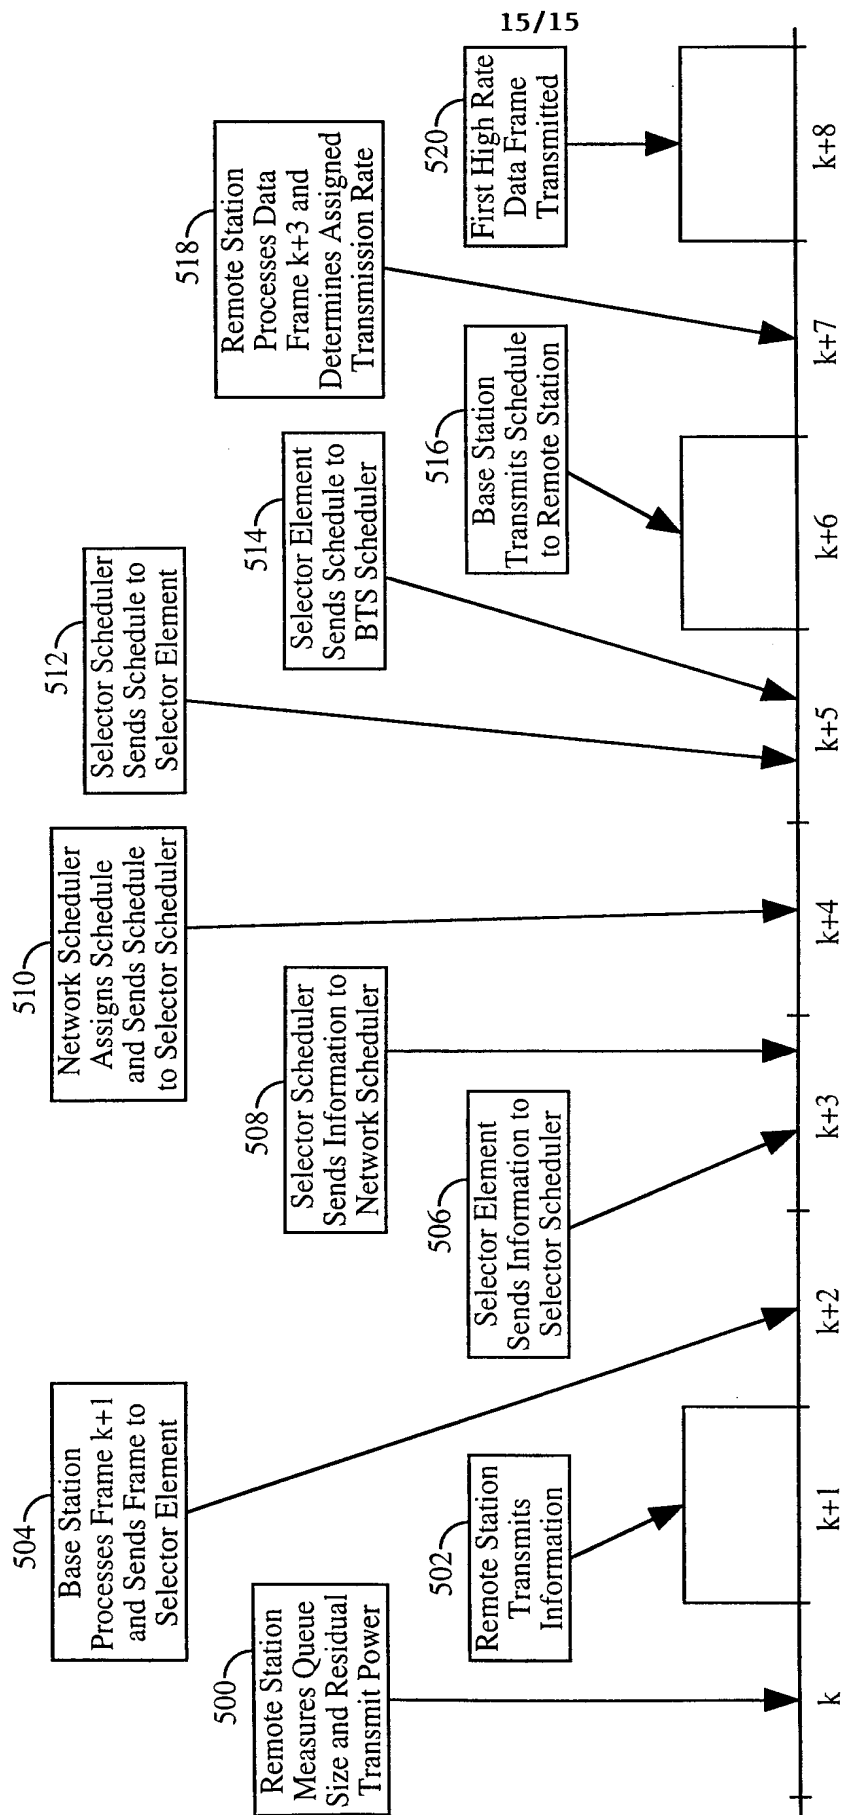 15/15
500
Remote Station
Measures Queue
Size and Residual
Transmit Power
502
Remote Station
Transmits
Information
504
Base Station
Processes Frame k+1
and Sends Frame to
Selector Element
506
Selector Element
Sends Information to
Selector Scheduler
508
Selector Scheduler
Sends Information to
Network Scheduler
510
Network Scheduler
Assigns Schedule
and Sends Schedule
to Selector Scheduler
512
Selector Scheduler
Sends Schedule to
Selector Element
514
Selector Element
Sends Schedule to
BTS Scheduler
516
Base Station
Transmits Schedule
to Remote Station
518
Remote Station
Processes Data
Frame k+3 and
Determines Assigned
Transmission Rate
520
First High Rate
Data Frame
Transmitted
k
k+1
k+2
k+3
k+4
k+5
k+6
k+7
k+8